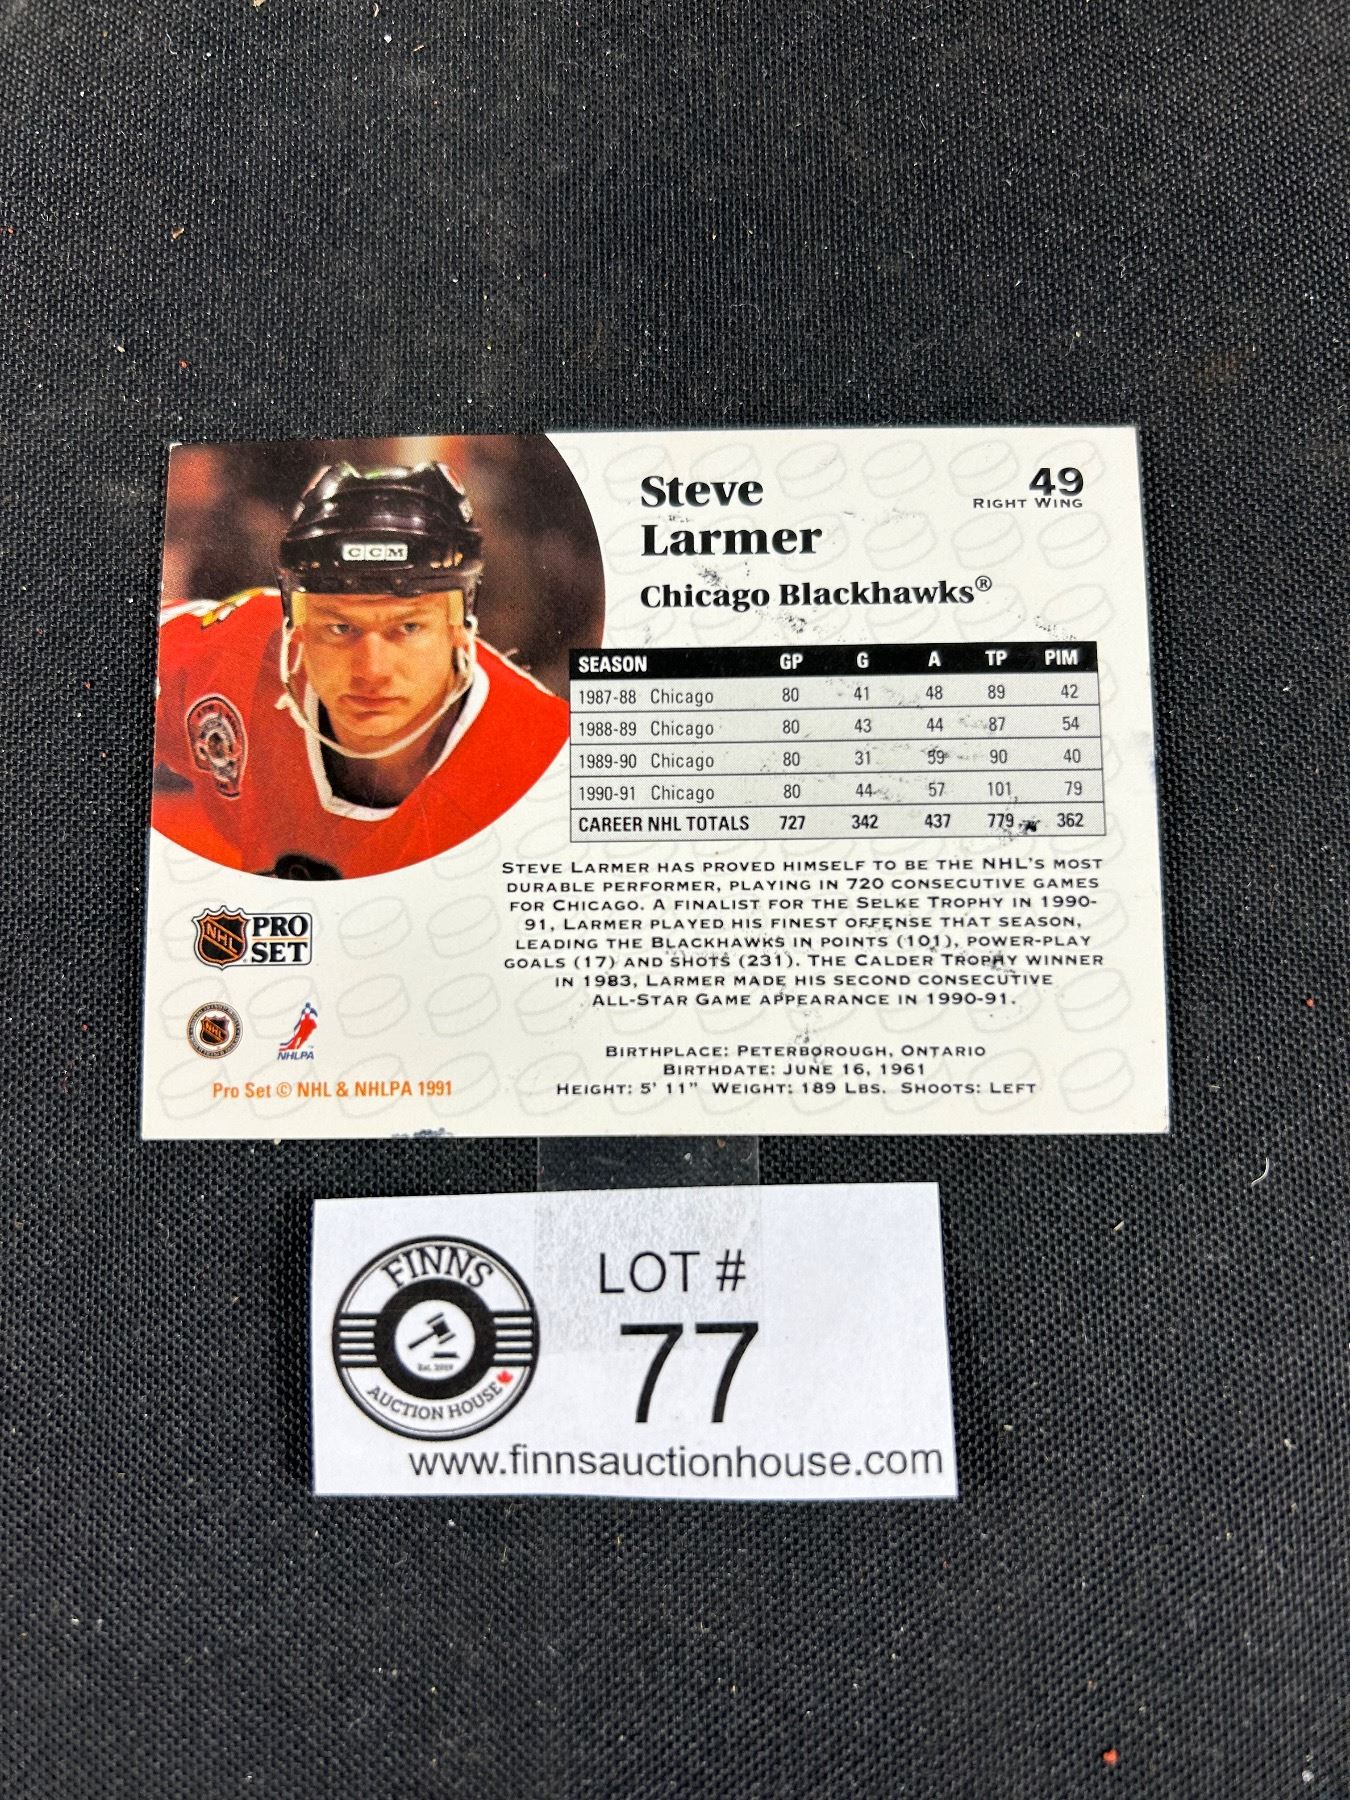 Steve
Larmer
Chicago Blackhawks®
49
RIGHT WING
CCM
SEASON GP G A TP PIM
1987-88 Chicago 80 41 48 89 42
1988-89 Chicago 80 43 44 87 54
1989-90 Chicago 80 31 59 90 40
1990-91 Chicago 80 44 57 101 79
CAREER NHL TOTALS 727 342 437 779 362
STEVE LARMER HAS PROVED HIMSELF TO BE THE NHL'S MOST
DURABLE PERFORMER, PLAYING IN 720 CONSECUTIVE GAMES
FOR CHICAGO. A FINALIST FOR THE SELKE TROPHY IN 1990-
91, LARMER PLAYED HIS FINEST OFFENSE THAT SEASON,
LEADING THE BLACKHAWKS IN POINTS (101), POWER-PLAY
GOALS (17) AND SHOTS (231). THE CALDER TROPHY WINNER
IN 1983, LARMER MADE HIS SECOND CONSECUTIVE
ALL-STAR GAME APPEARANCE IN 1990-91.
BIRTHPLACE: PETERBOROUGH, ONTARIO
BIRTHDATE: JUNE 16, 1961
HEIGHT: 5' 11" WEIGHT: 189 LBS. SHOOTS: LEFT
NHL
PRO
SET
NHL
NHLPA
Pro Set © NHL & NHLPA 1991
FINNS
Est. 2019
AUCTION HOUSE
LOT #
77
www.finnsauctionhouse.com